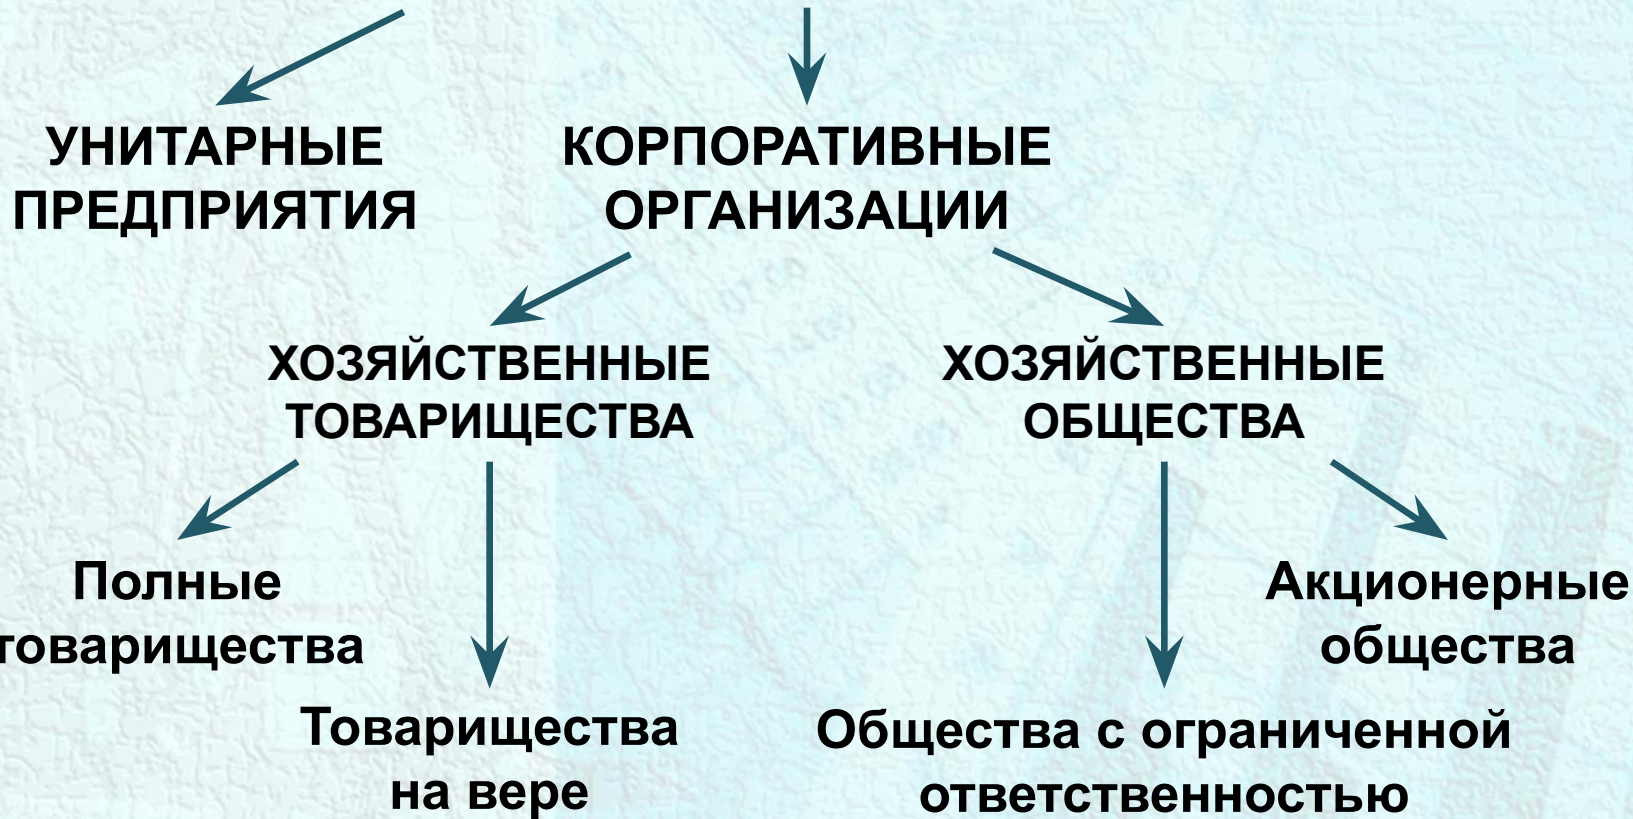 УНИТАРНЫЕ
ПРЕДПРИЯТИЯ
КОРПОРАТИВНЫЕ
ОРГАНИЗАЦИИ
ХОЗЯЙСТВЕННЫЕ
ТОВАРИЩЕСТВА
ХОЗЯЙСТВЕННЫЕ
ОБЩЕСТВА
Полные
товарищества
Товарищества
на вере
Общества с ограниченной
ответственностью
Акционерные
общества